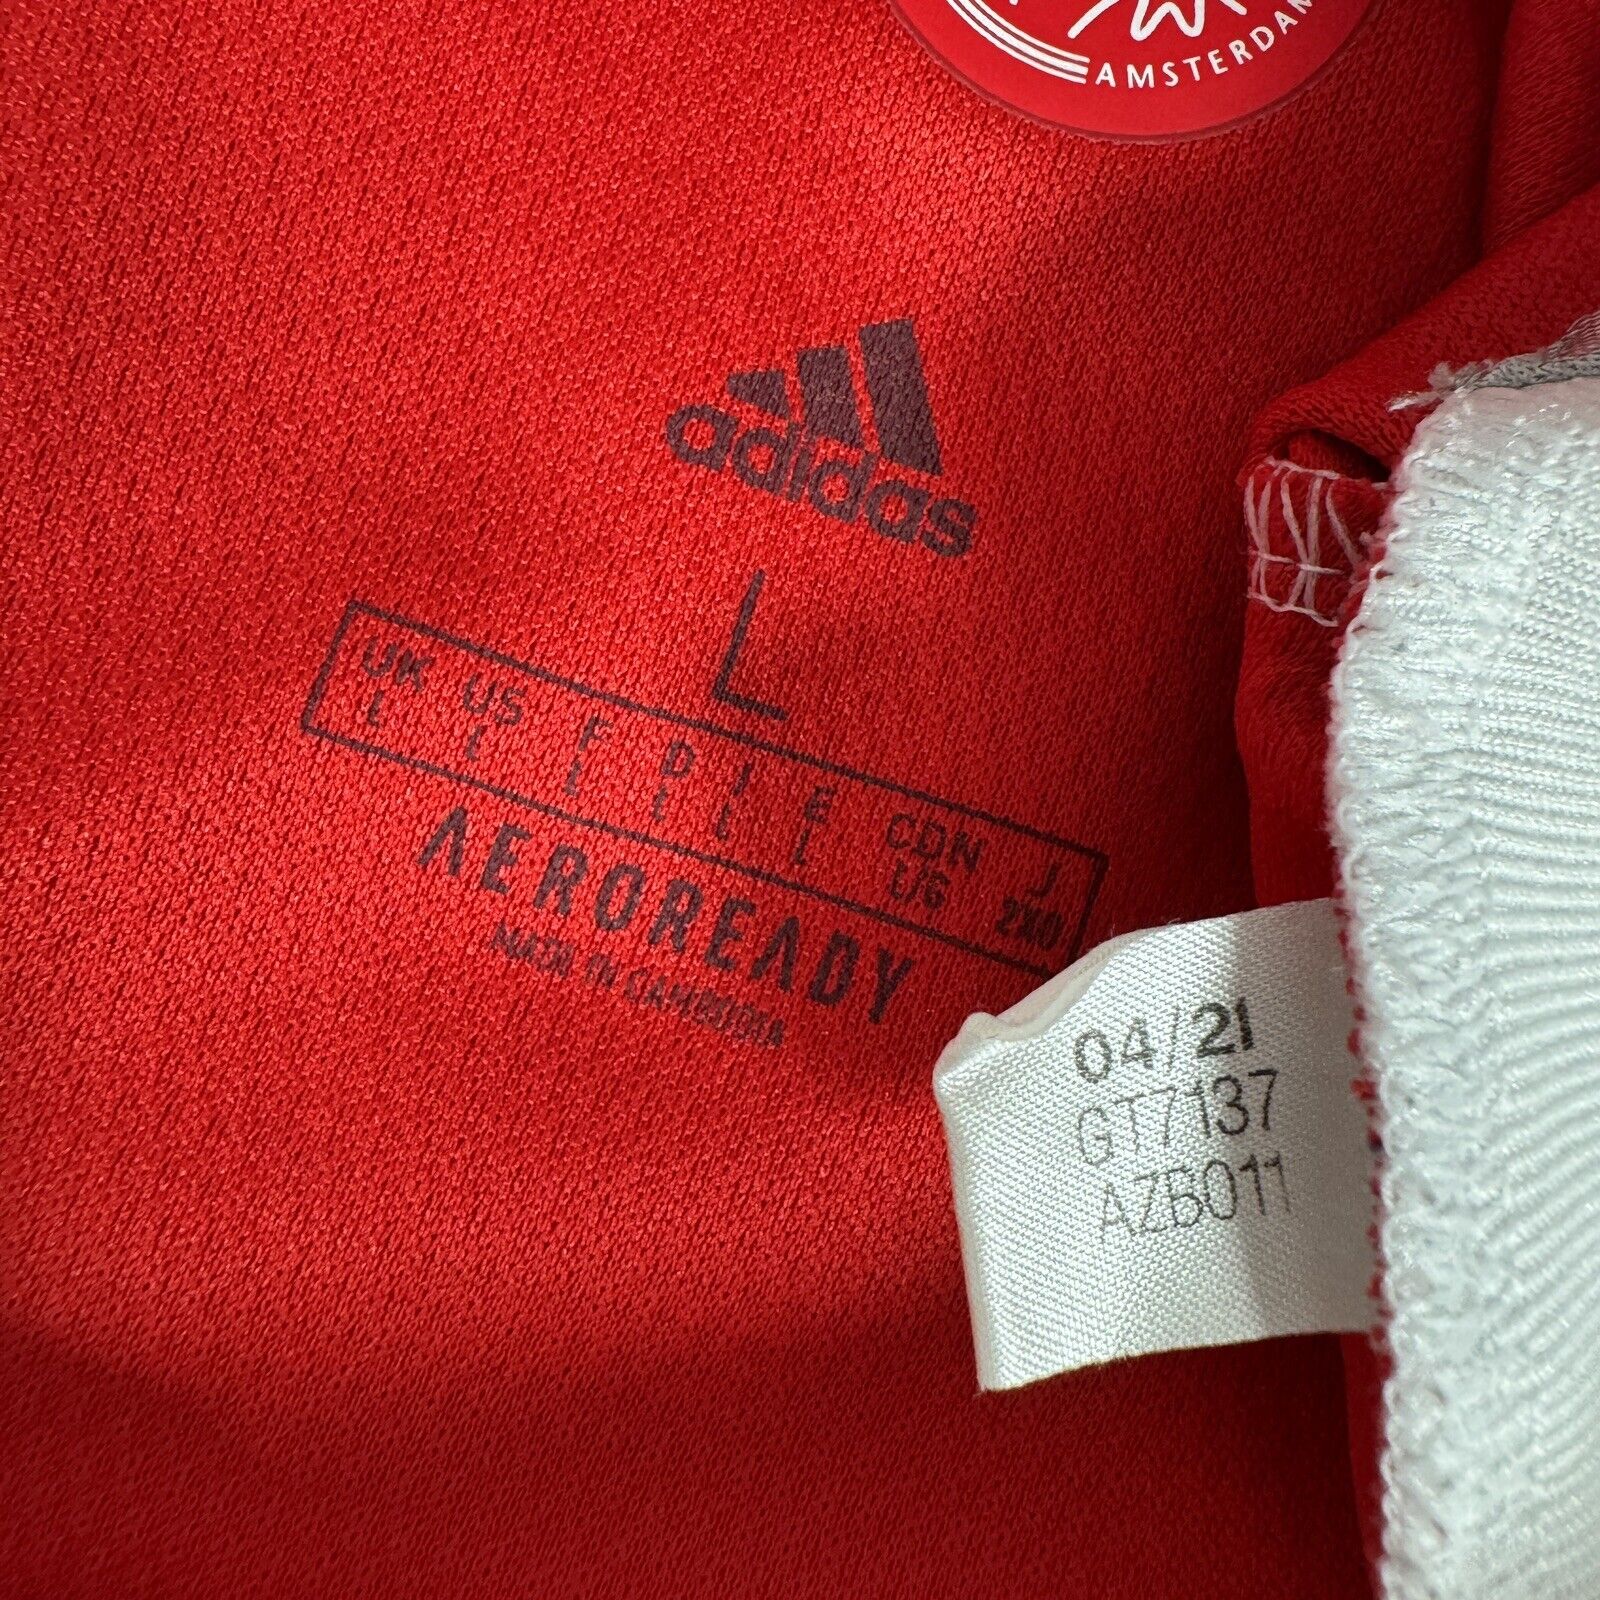 AMSTERDAM
adidas
L
UK US F D I E CDN J
L L L L L L L/G 2XO
AEROREADY
MADE IN CAMBODIA
04/21
GT7137
AZB011